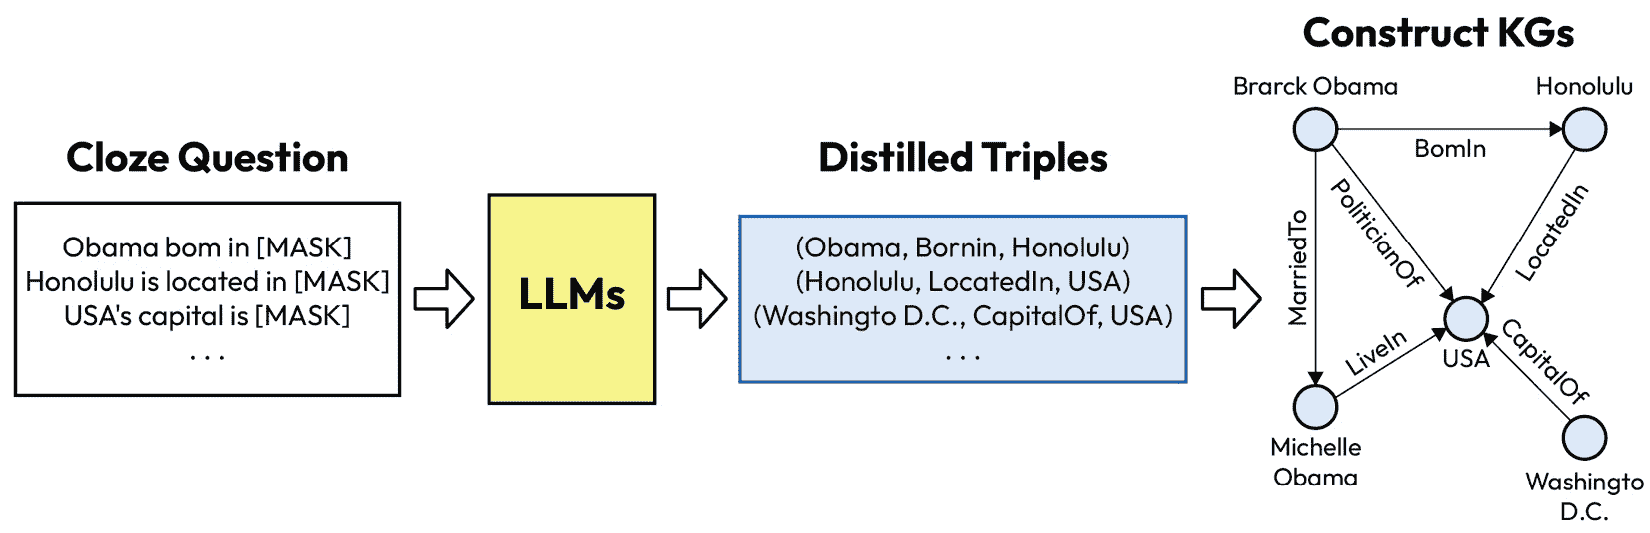 Construct KGs
Brarck Obama
Honolulu
BomIn
Cloze Question
Distilled Triples
Obama bom in [MASK]
Honolulu is located in [MASK]
USA's capital is [MASK]
. . .
LLMs
(Obama, Bornin, Honolulu)
(Honolulu, LocatedIn, USA)
(Washingto D.C., CapitalOf, USA)
. . .
MarriedTo
PoliticianOf
LocatedIn
LiveIn
USA
CapitalOf
Michelle
Obama
Washingto
D.C.